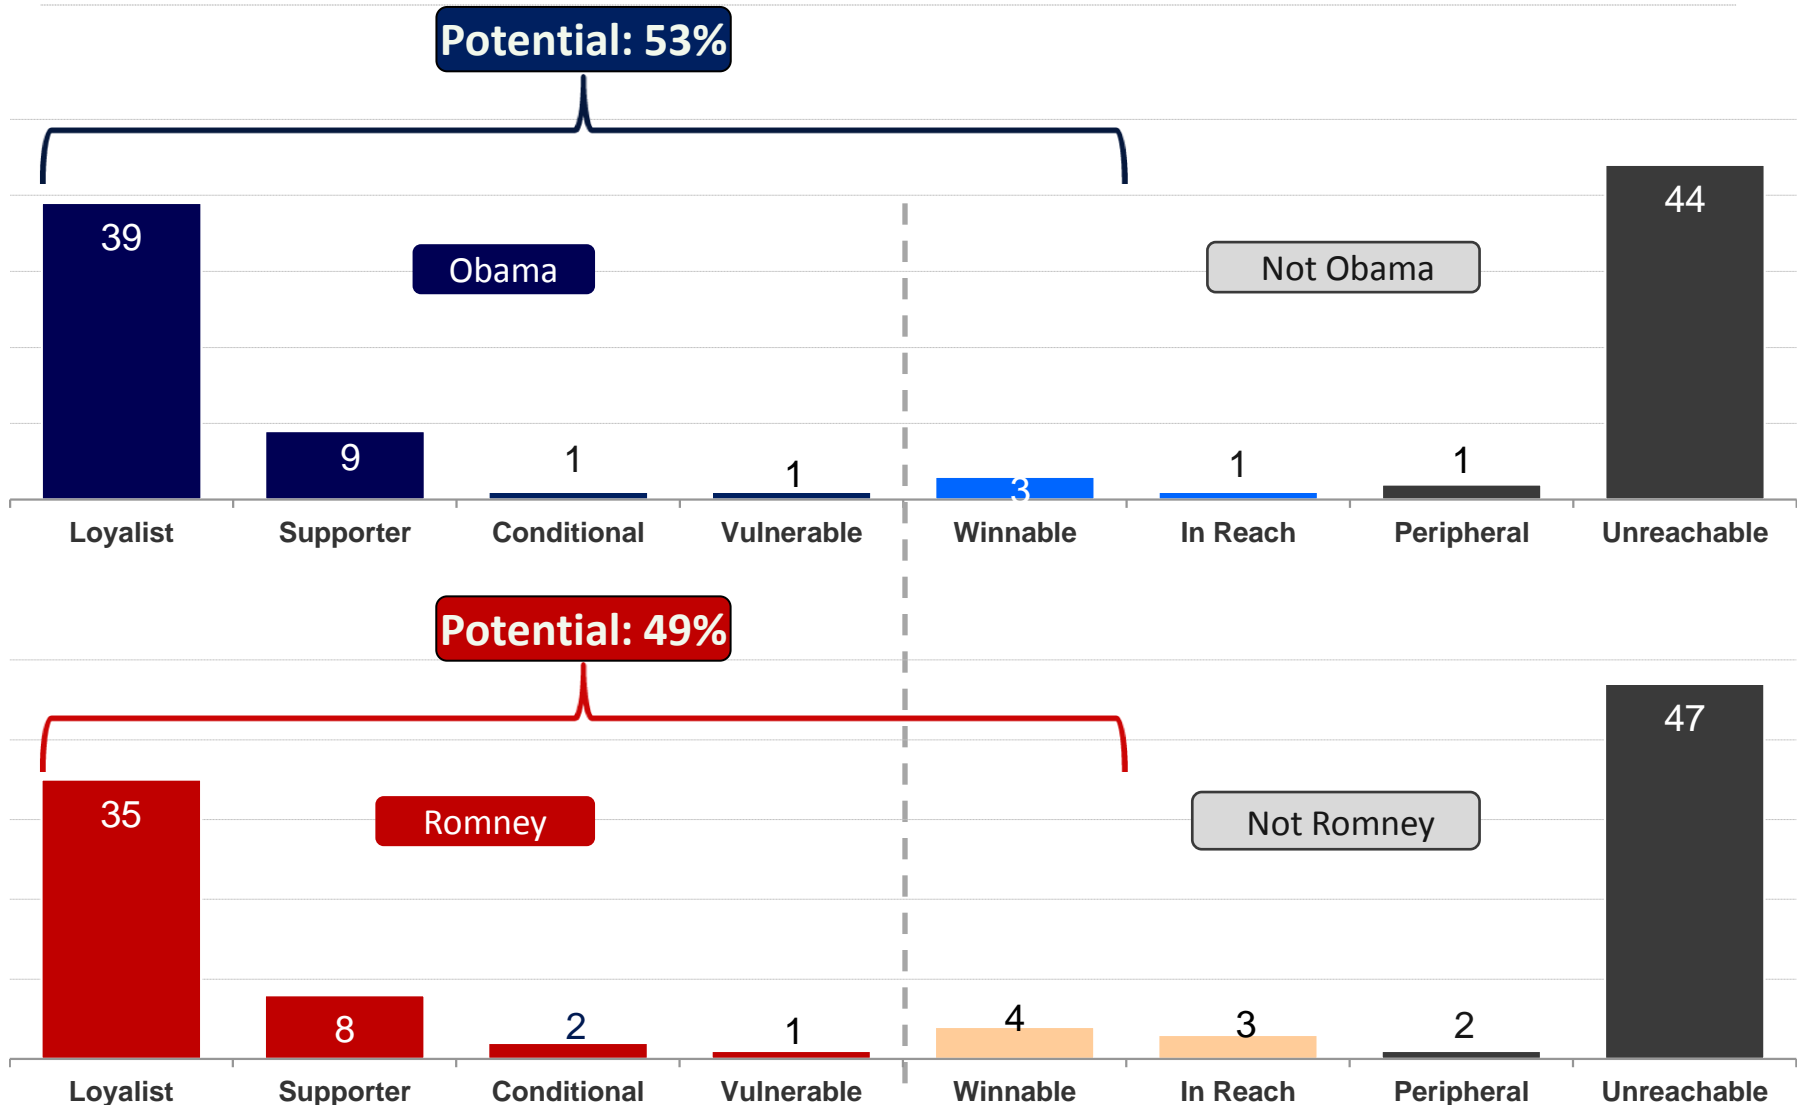 Potential: 53%
39
44
Obama
Not Obama
9
1
1
3
1
1
Loyalist Supporter Conditional Vulnerable Winnable In Reach Peripheral Unreachable
Potential: 49%
35
47
Romney
Not Romney
8
2
1
4
3
2
Loyalist Supporter Conditional Vulnerable Winnable In Reach Peripheral Unreachable